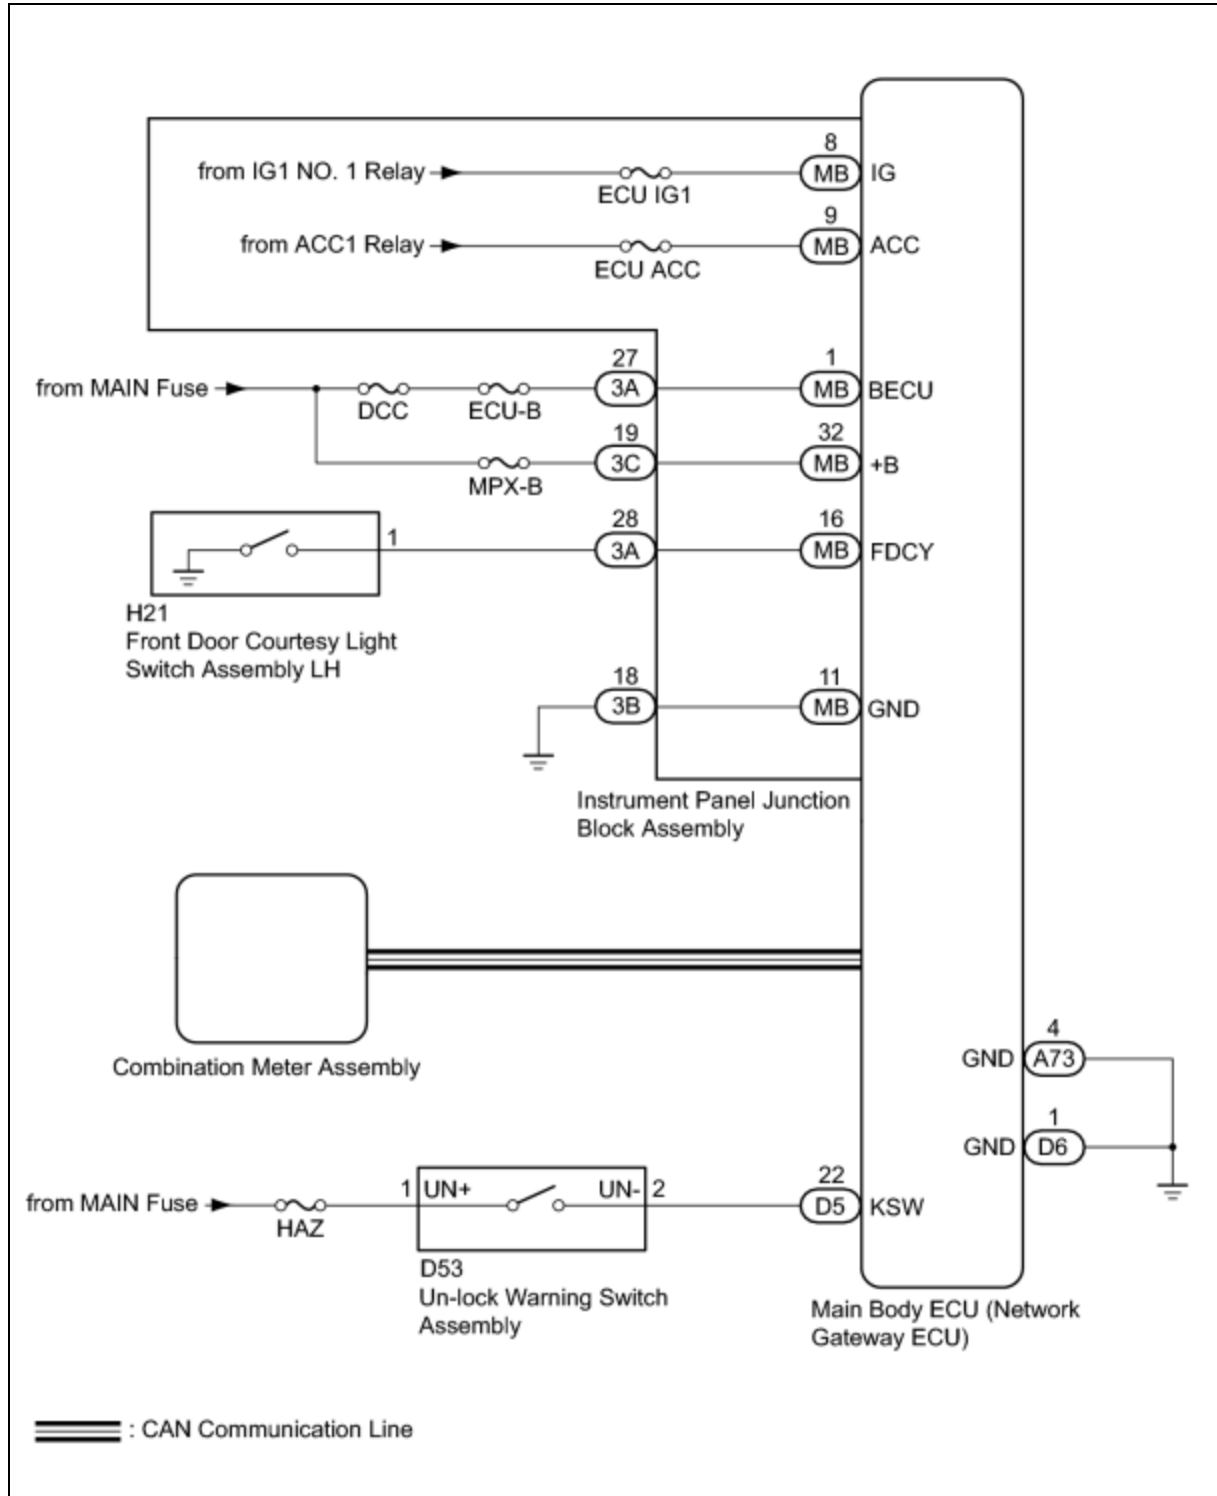 8
from IG1 NO. 1 Relay
MB
IG
ECU IG1
9
from ACC1 Relay
MB
ACC
ECU ACC
27
1
from MAIN Fuse
3A
MB
BECU
DCC
ECU-B
19
32
3C
MB
+B
MPX-B
28
16
1
3A
MB
FDCY
H21
Front Door Courtesy Light
Switch Assembly LH
18
11
3B
MB
GND
Instrument Panel Junction
Block Assembly
Combination Meter Assembly
4
GND
A73
1
GND
D6
22
from MAIN Fuse
1
UN+
UN-
2
D5
KSW
HAZ
D53
Un-lock Warning Switch
Assembly
Main Body ECU (Network
Gateway ECU)
: CAN Communication Line